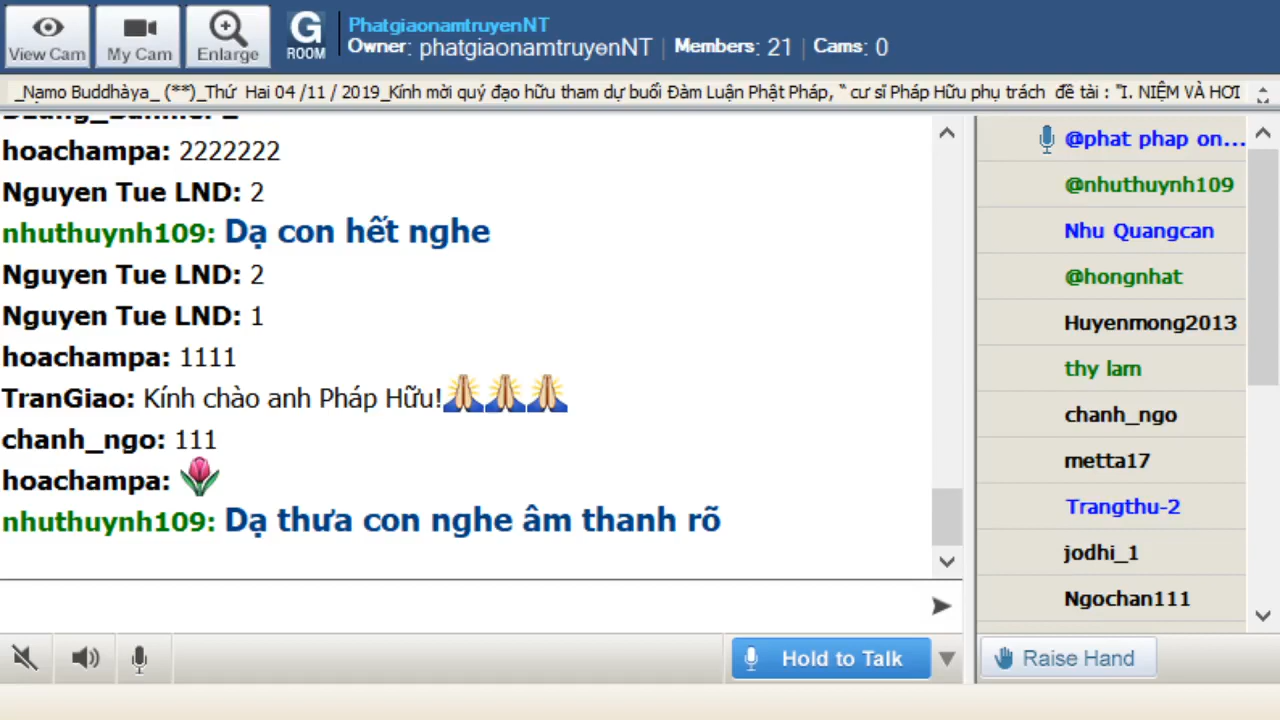 View Cam
My Cam
Enlarge
G
ROOM
PhatgiaonamtruyenNT
Owner: phatgiaonamtruyenNT | Members: 21 | Cams: 0
_Nạmo Buddhàya_ (**)_Thứ Hai 04 /11 / 2019_Kính mời quý đạo hữu tham dự buổi Đàm Luận Phật Pháp, “ cư sĩ Pháp Hữu phụ trách đề tài : "I. NIỆM VÀ HƠI
hoachampa: 2222222
Nguyen Tue LND: 2
nhuthuynh109: Dạ con hết nghe
Nguyen Tue LND: 2
Nguyen Tue LND: 1
hoachampa: 1111
TranGiao: Kính chào anh Pháp Hữu!🙏🙏🙏
chanh_ngo: 111
hoachampa: 🌷
nhuthuynh109: Dạ thưa con nghe âm thanh rõ
@phat phap on...
@nhuthuynh109
Nhu Quangcan
@hongnhat
Huyenmong2013
thy lam
chanh_ngo
metta17
Trangthu-2
jodhi_1
Ngochan111
Hold to Talk
Raise Hand